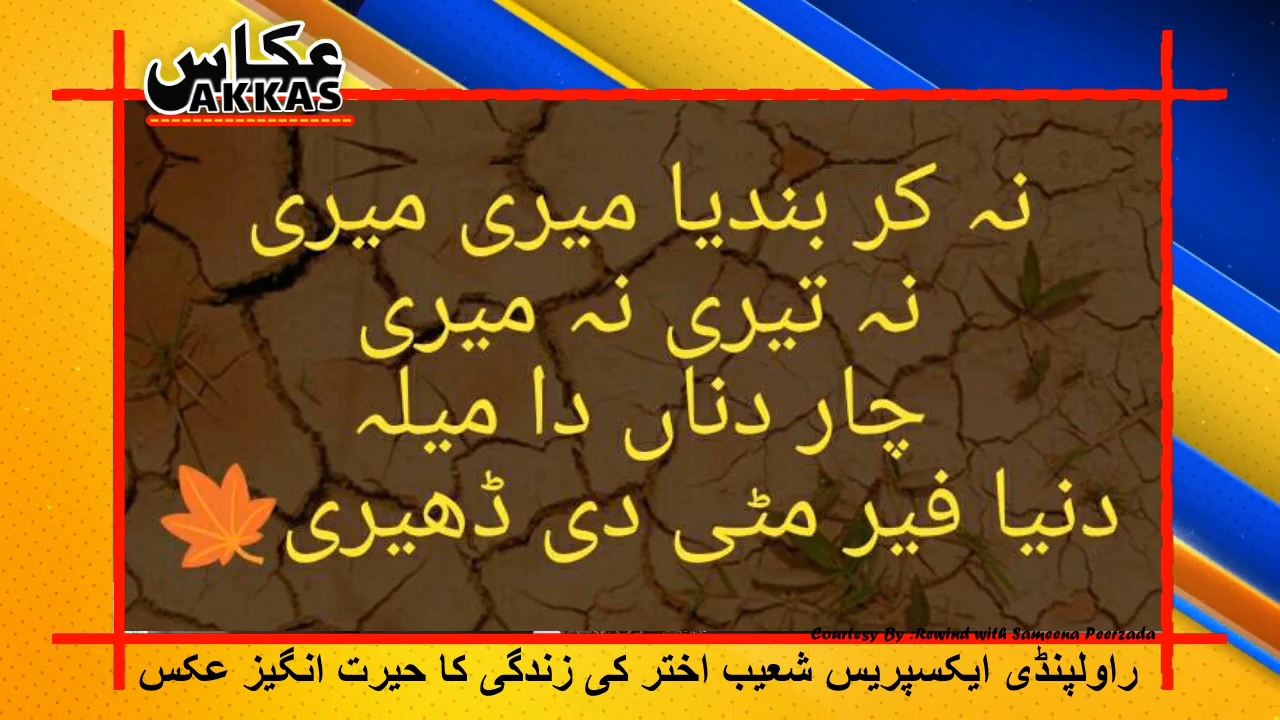 عکاس
AKKAS
نہ کر بندیا میری میری
نہ تیری نہ میری
چار دناں دا میلہ
دنیا فیر مٹی دی ڈھیری
Courtesy By :Rewind with Sameena Peerzada
راولپنڈی ایکسپریس شعیب اختر کی زندگی کا حیرت انگیز عکس